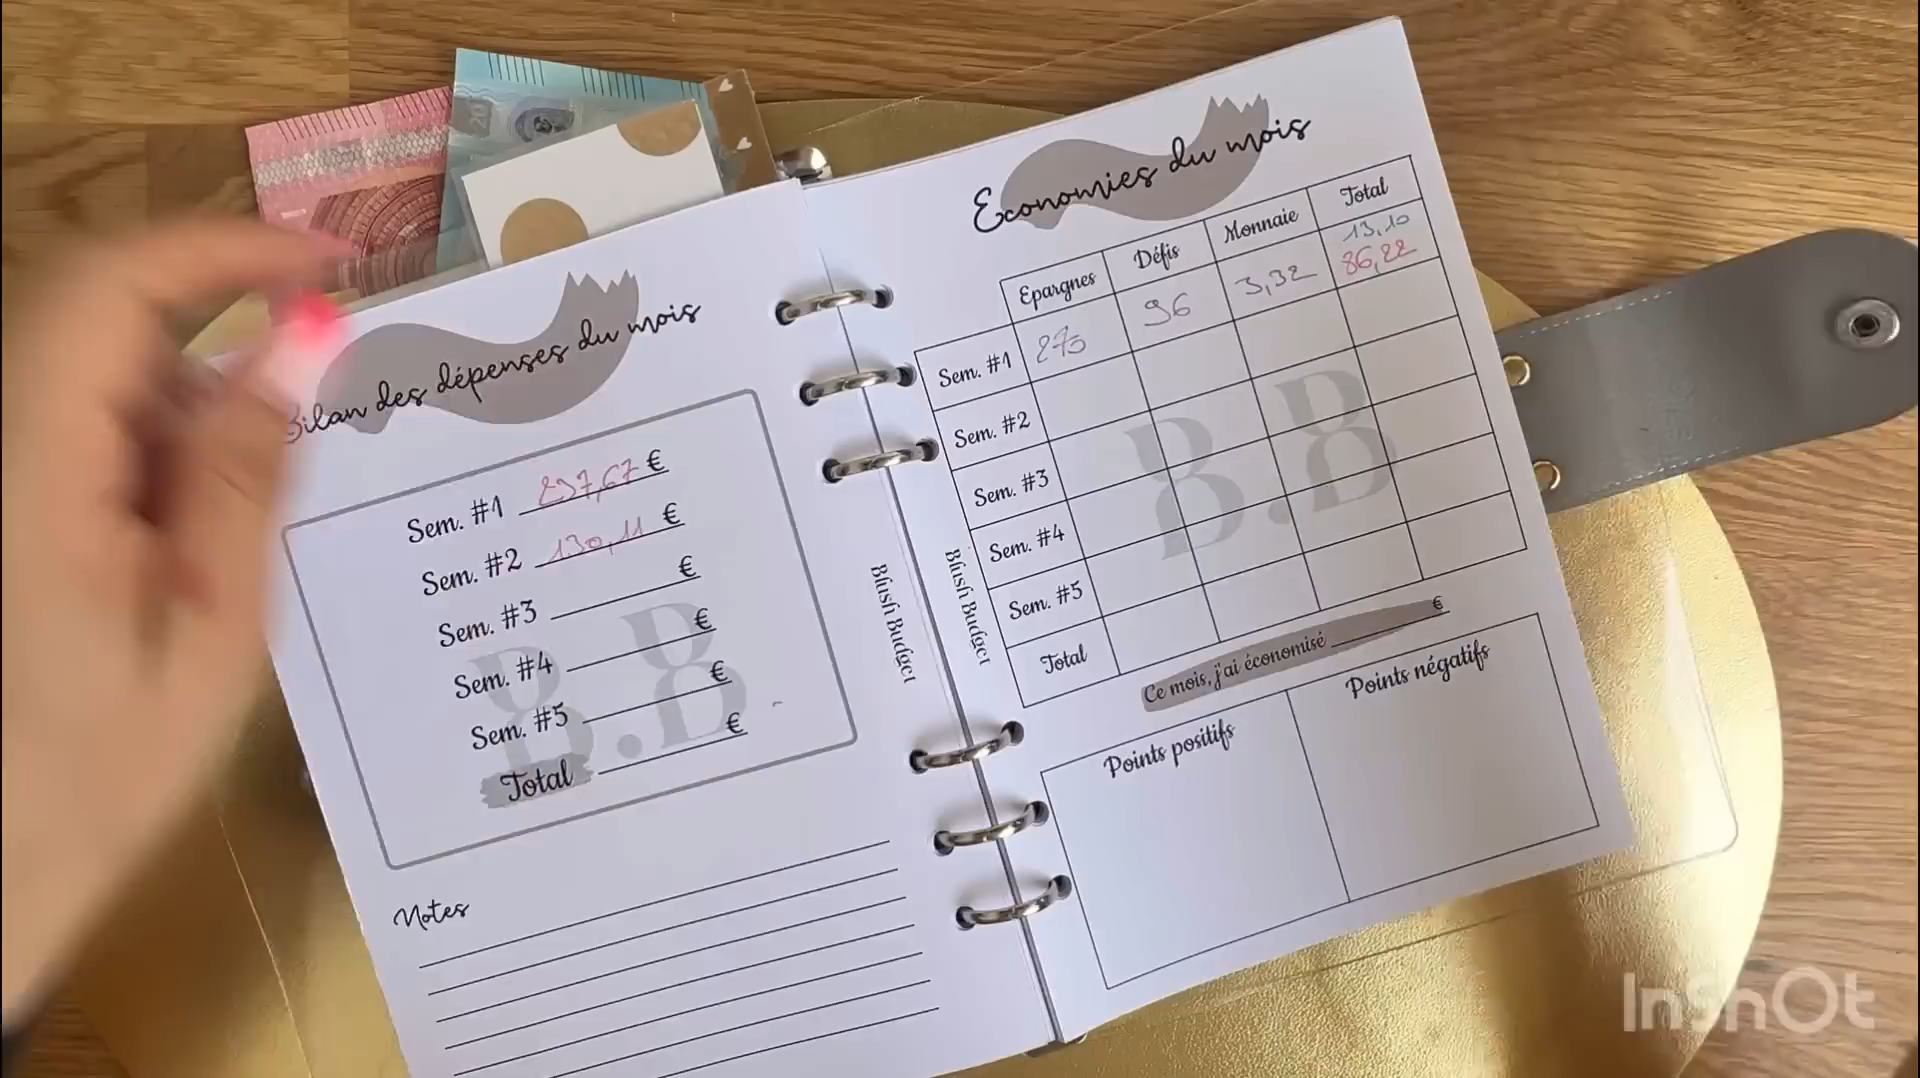 20
Bilan des dépenses du mois
Sem. #1 297,67 €
Sem. #2 130,11 €
Sem. #3 €
Sem. #4 €
Sem. #5 €
Total €
B.B
Notes
Blush Budget
Economies du mois
Epargnes Défis Monnaie Total
13,10
Sem. #1 275 96 3,32 86,22
Sem. #2
Sem. #3
Sem. #4
Sem. #5
Total
B.B
Blush Budget
Ce mois, j'ai économisé €
Points positifs Points négatifs
InShOt